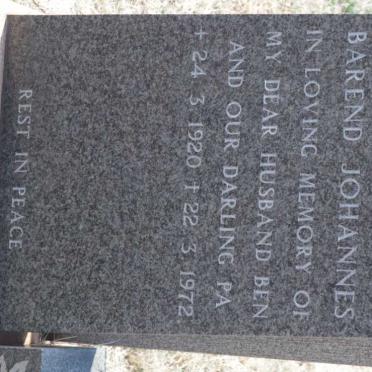 BAREND JOHANNES
IN LOVING MEMORY OF
MY DEAR HUSBAND BEN
AND OUR DARLING PA
+ 24 3 1920 + 22 3 1972
REST IN PEACE